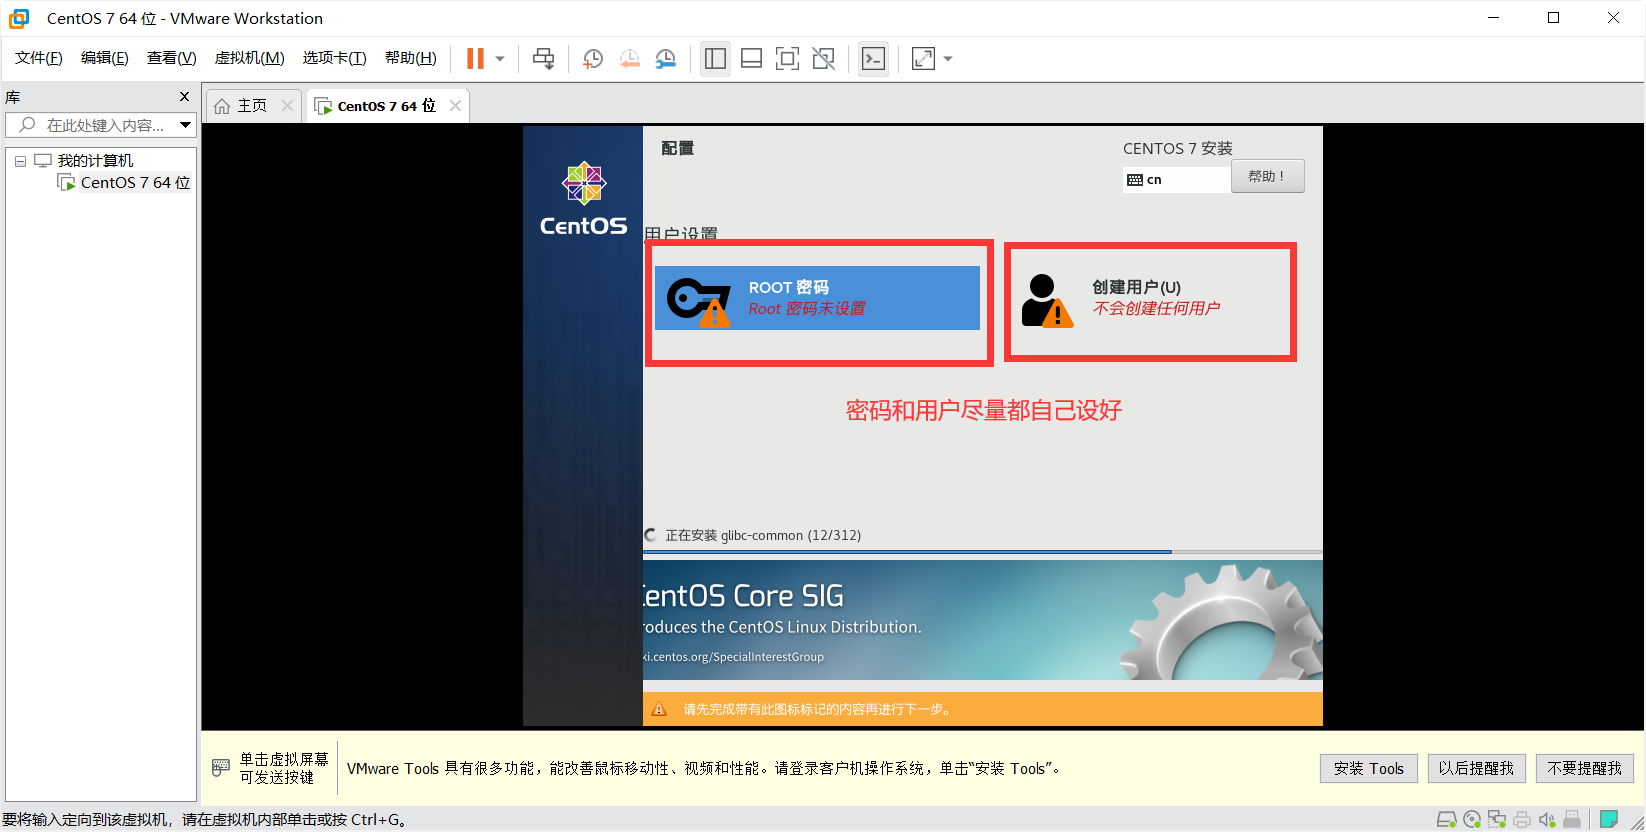 CentOS 7 64 位 - VMware Workstation
文件(F) 编辑(E) 查看(V) 虚拟机(M) 选项卡(T) 帮助(H)
库
在此处键入内容...
我的计算机
CentOS 7 64 位
主页
CentOS 7 64 位
CentOS
配置
CENTOS 7 安装
cn
帮助！
用户设置
ROOT 密码
Root 密码未设置
创建用户(U)
不会创建任何用户
密码和用户尽量都自己设好
正在安装 glibc-common (12/312)
CentOS Core SIG
roduces the CentOS Linux Distribution.
ki.centos.org/SpecialInterestGroup
请先完成带有此图标标记的内容再进行下一步。
单击虚拟屏幕
可发送按键
VMware Tools 具有很多功能，能改善鼠标移动性、视频和性能。请登录客户机操作系统，单击“安装 Tools”。
安装 Tools
以后提醒我
不要提醒我
要将输入定向到该虚拟机，请在虚拟机内部单击或按 Ctrl+G。